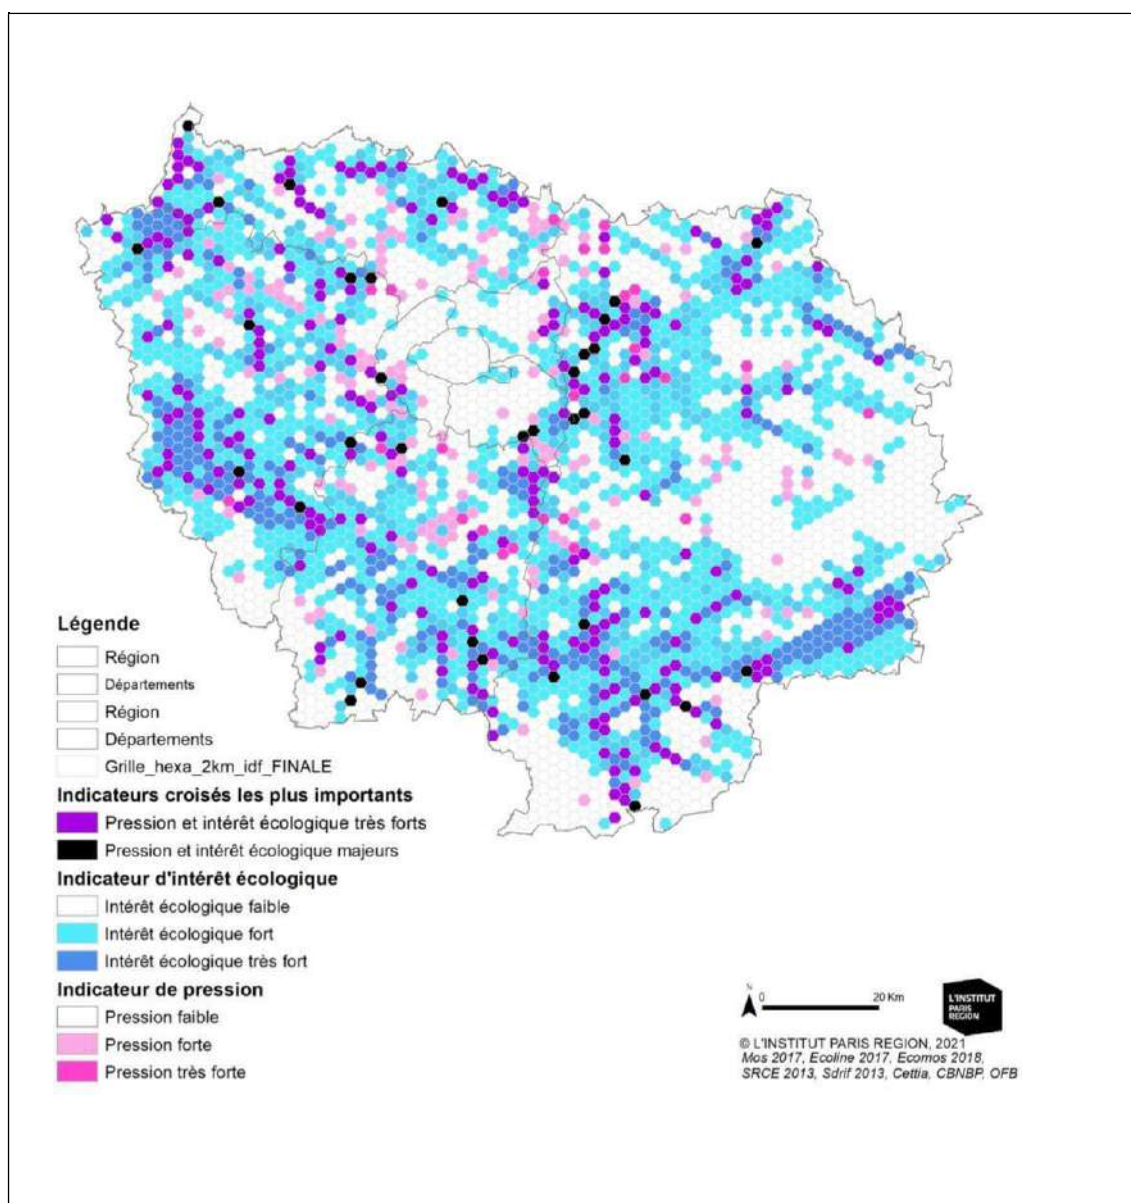 Légende
Région
Départements
Région
Départements
Grille_hexa_2km_idf_FINALE
Indicateurs croisés les plus importants
Pression et intérêt écologique très forts
Pression et intérêt écologique majeurs
Indicateur d'intérêt écologique
Intérêt écologique faible
Intérêt écologique fort
Intérêt écologique très fort
Indicateur de pression
Pression faible
Pression forte
Pression très forte
N
0 20 Km
L'INSTITUT
PARIS
REGION
© L'INSTITUT PARIS REGION, 2021
Mos 2017, Ecoline 2017, Ecomos 2018,
SRCE 2013, Sdrif 2013, Cettia, CBNBP, OFB